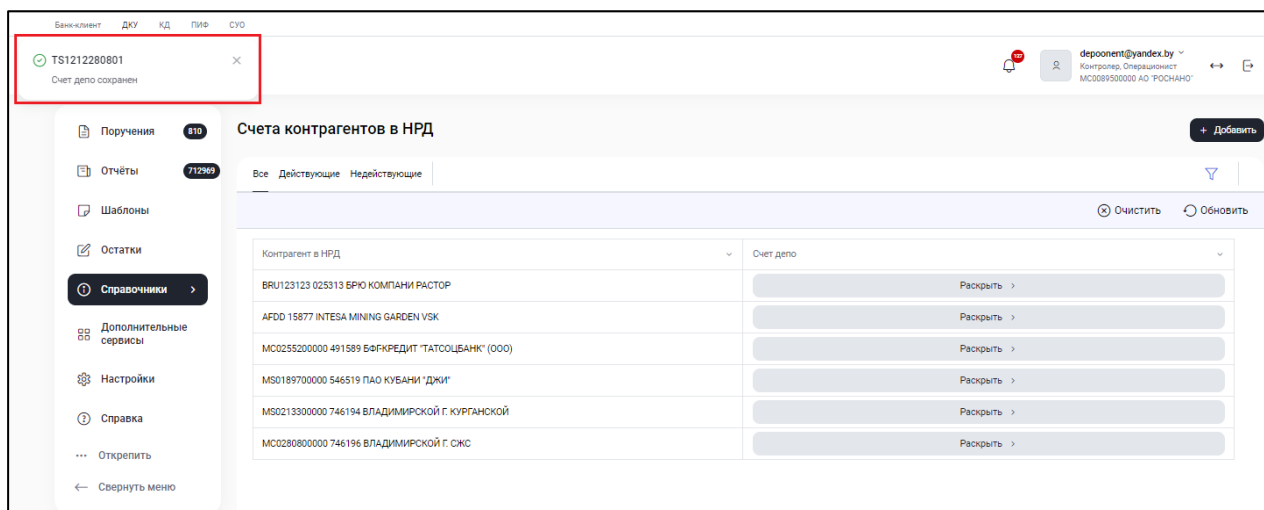 Банк-клиент ДКУ КД ПИФ СУО
TS1212280801
Счет депо сохранен
127
depoonent@yandex.by
Контролер, Операционист
МС0089500000 АО "РОСНАНО"
Поручения 810
Отчёты 712969
Шаблоны
Остатки
Справочники
Дополнительные
сервисы
Настройки
Справка
Открепить
Свернуть меню
Счета контрагентов в НРД
+ Добавить
Все Действующие Недействующие
Очистить Обновить
Контрагент в НРД Счет депо
BRU123123 025313 БРЮ КОМПАНИ РАСТОР Раскрыть
AFDD 15877 INTESA MINING GARDEN VSK Раскрыть
МС0255200000 491589 БФГКРЕДИТ "ТАТСОЦБАНК" (ООО) Раскрыть
MS0189700000 546519 ПАО КУБАНИ "ДЖИ" Раскрыть
MS0213300000 746194 ВЛАДИМИРСКОЙ Г. КУРГАНСКОЙ Раскрыть
МС0280800000 746196 ВЛАДИМИРСКОЙ Г. СЖС Раскрыть